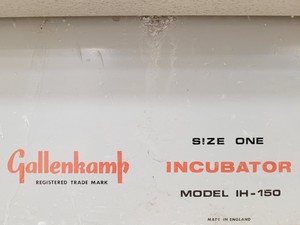 SIZE ONE
Gallenkamp
INCUBATOR
REGISTERED TRADE MARK
MODEL IH-150
MADE IN ENGLAND